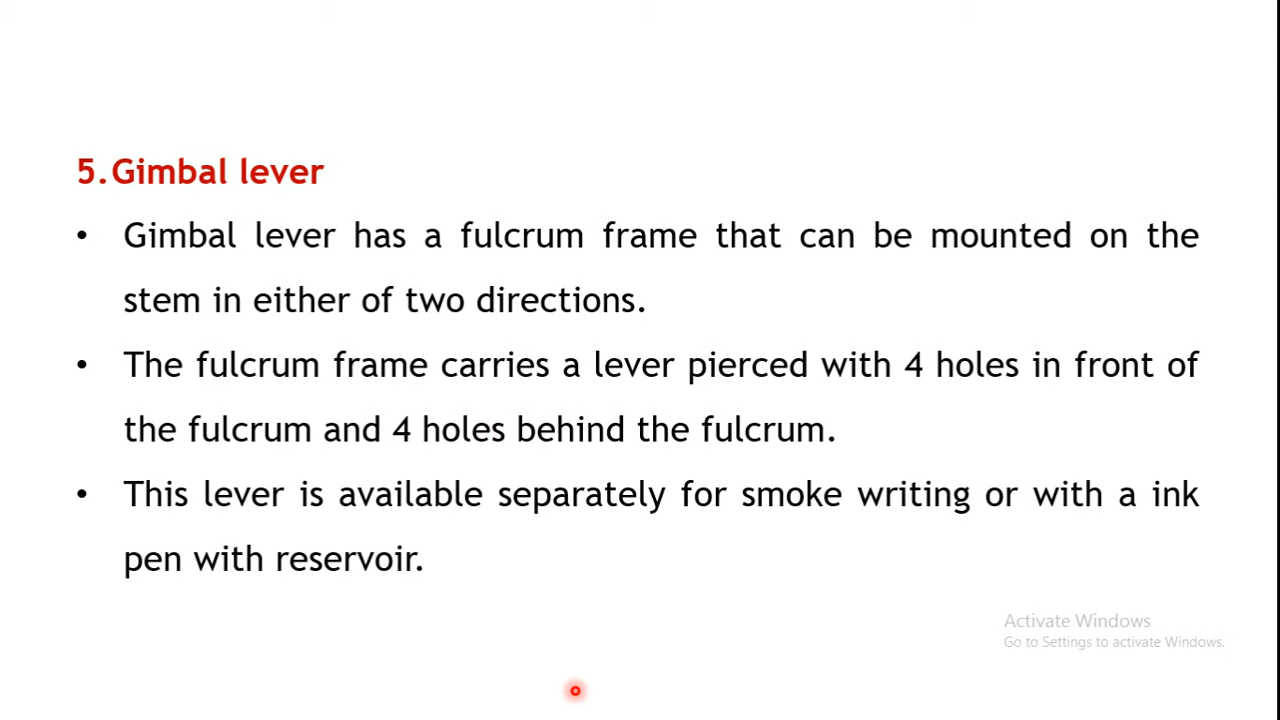 5.Gimbal lever
• Gimbal lever has a fulcrum frame that can be mounted on the
stem in either of two directions.
• The fulcrum frame carries a lever pierced with 4 holes in front of
the fulcrum and 4 holes behind the fulcrum.
• This lever is available separately for smoke writing or with a ink
pen with reservoir.
Activate Windows
Go to Settings to activate Windows.